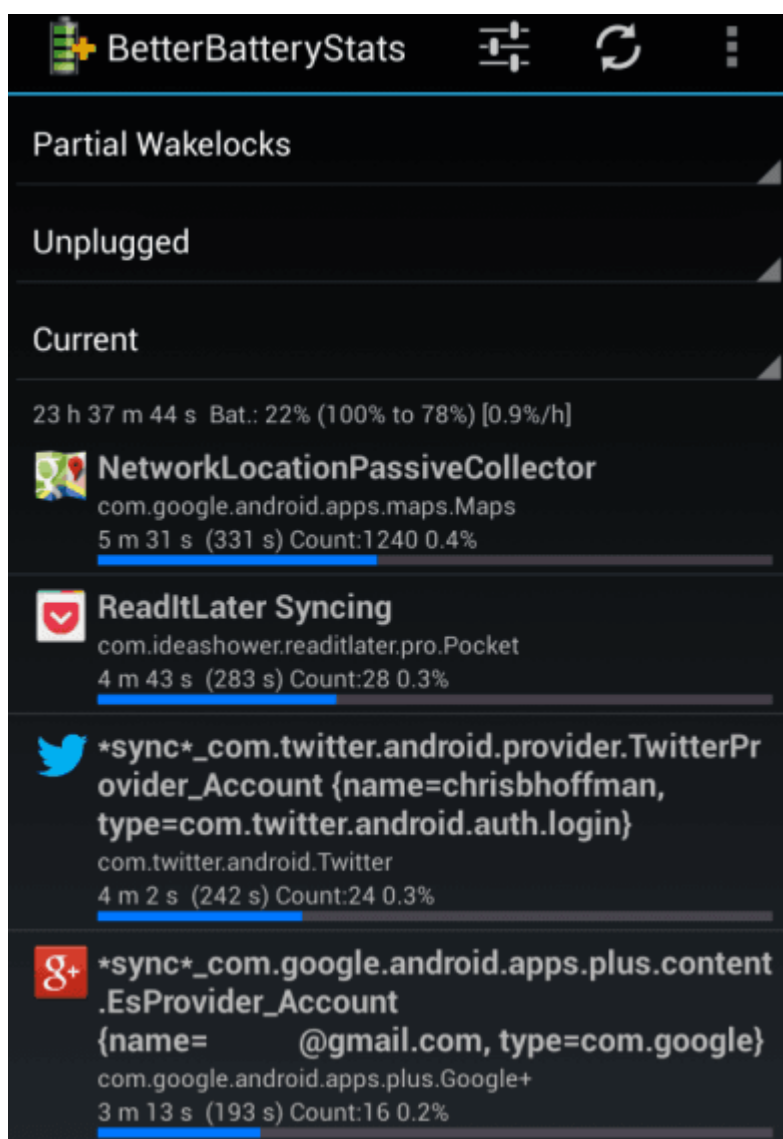 BetterBatteryStats
Partial Wakelocks
Unplugged
Current
23 h 37 m 44 s Bat.: 22% (100% to 78%) [0.9%/h]
NetworkLocationPassiveCollector
com.google.android.apps.maps.Maps
5 m 31 s (331 s) Count:1240 0.4%
ReadItLater Syncing
com.ideashower.readitlater.pro.Pocket
4 m 43 s (283 s) Count:28 0.3%
*sync*_com.twitter.android.provider.TwitterPr
ovider_Account {name=chrisbhoffman,
type=com.twitter.android.auth.login}
com.twitter.android.Twitter
4 m 2 s (242 s) Count:24 0.3%
g+
*sync*_com.google.android.apps.plus.content
.EsProvider_Account
{name= @gmail.com, type=com.google}
com.google.android.apps.plus.Google+
3 m 13 s (193 s) Count:16 0.2%